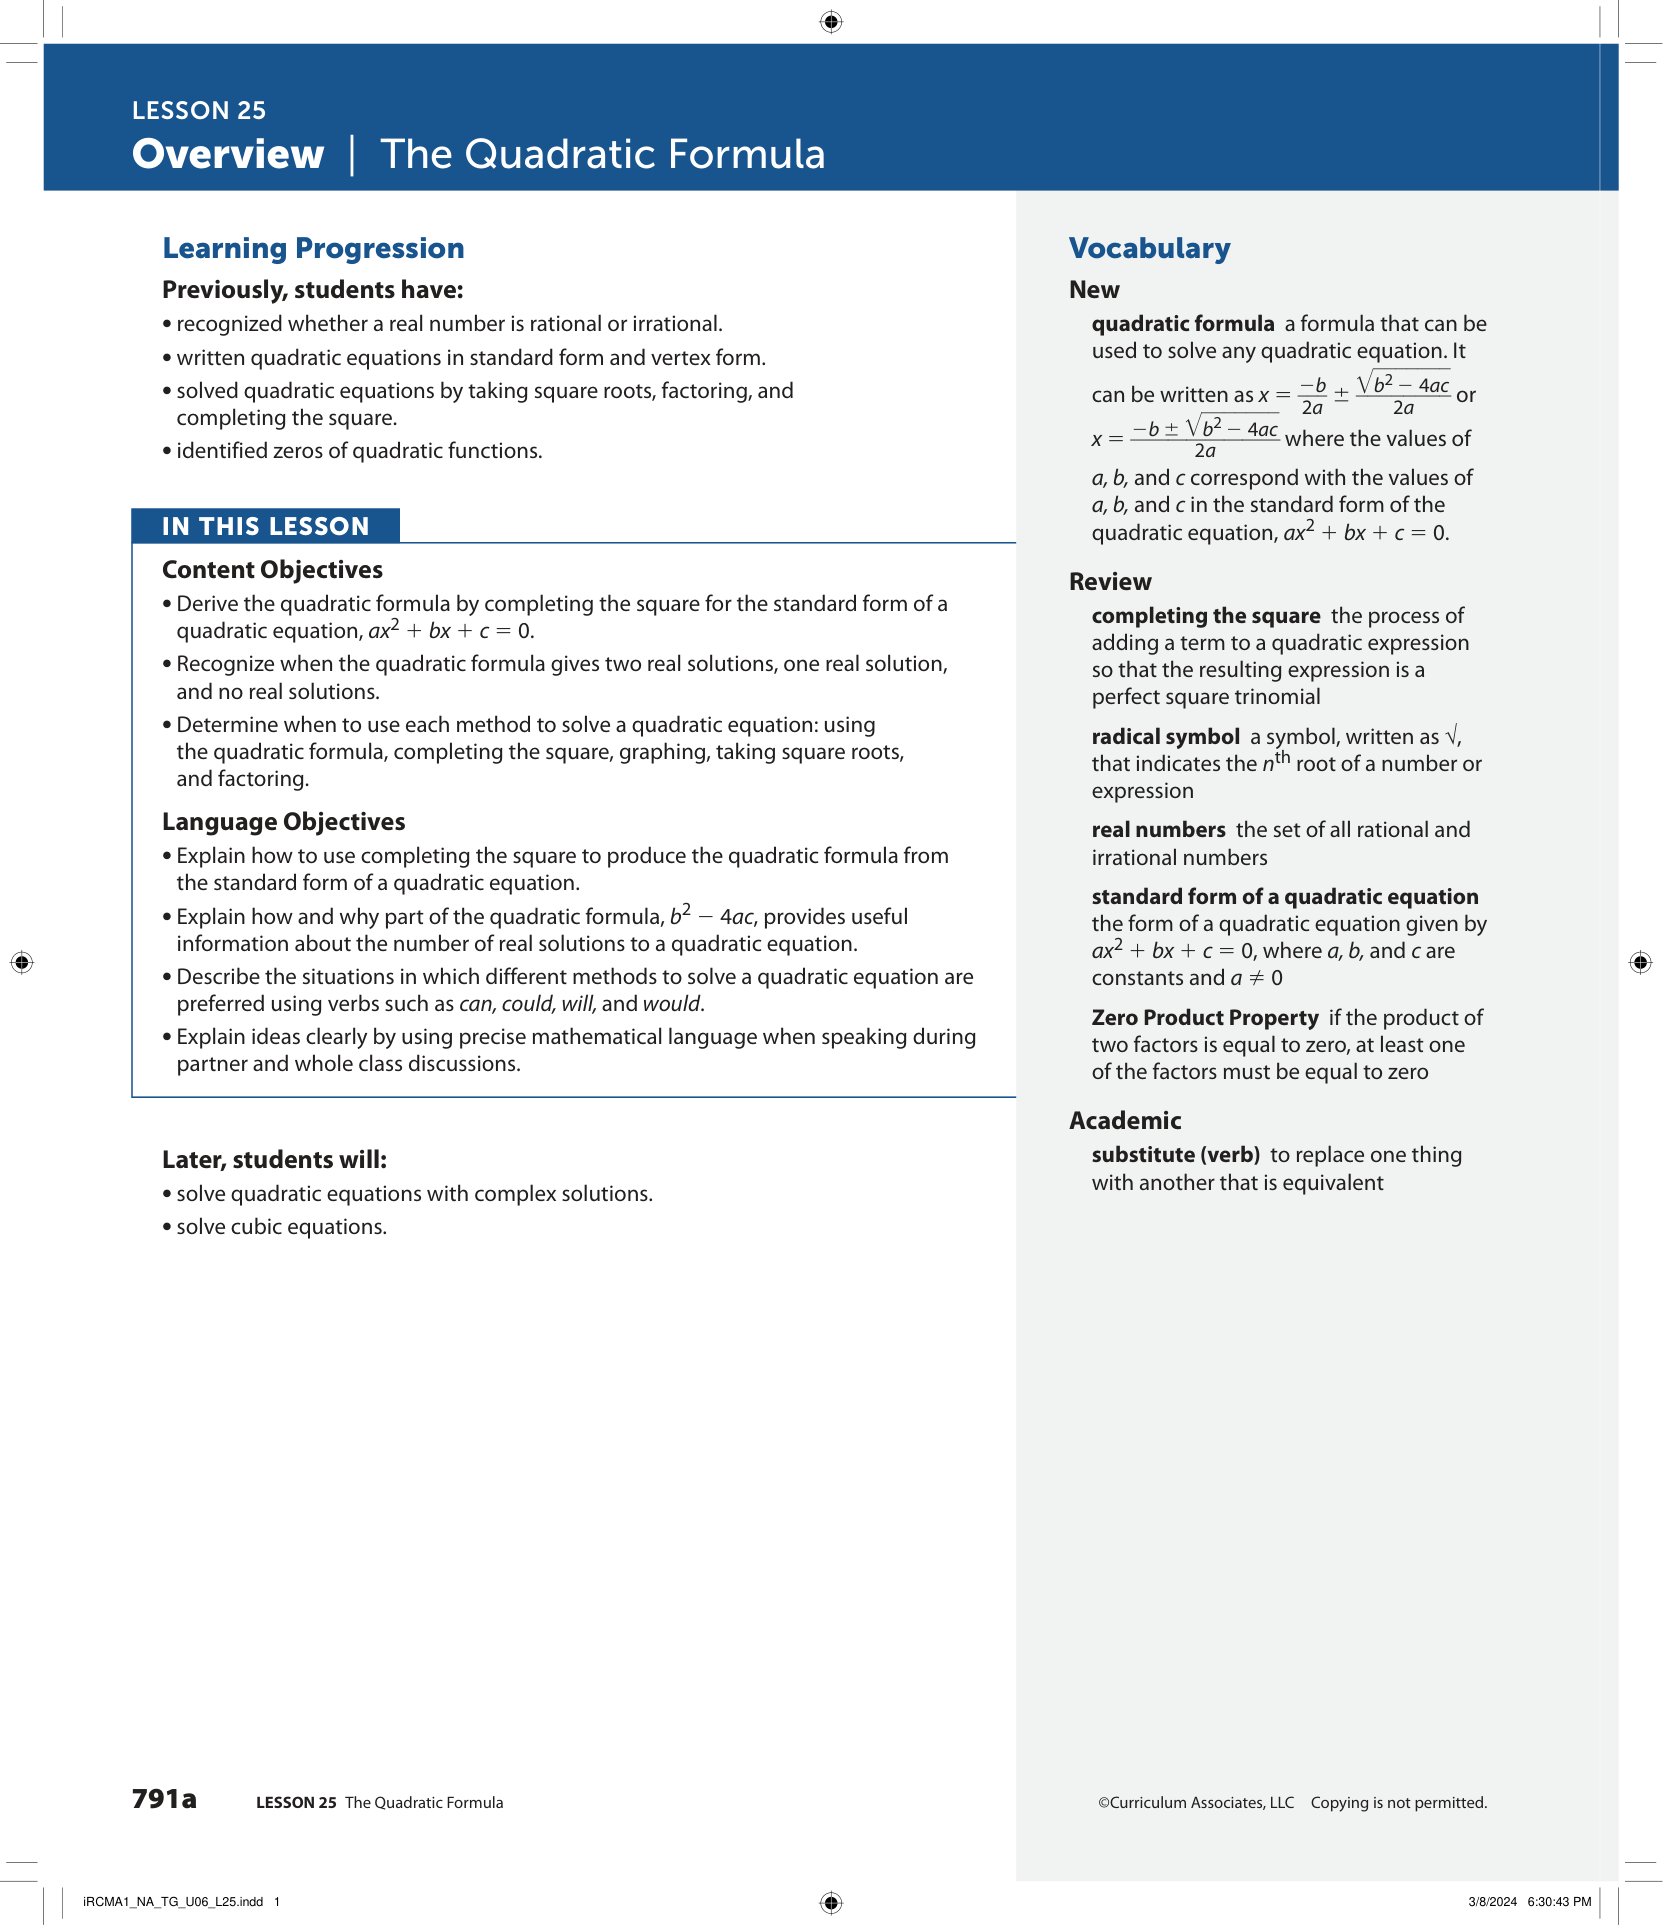 LESSON 25
Overview | The Quadratic Formula
Learning Progression
Previously, students have:
• recognized whether a real number is rational or irrational.
• written quadratic equations in standard form and vertex form.
• solved quadratic equations by taking square roots, factoring, and
completing the square.
• identified zeros of quadratic functions.
IN THIS LESSON
Content Objectives
• Derive the quadratic formula by completing the square for the standard form of a
quadratic equation, ax² + bx + c = 0.
• Recognize when the quadratic formula gives two real solutions, one real solution,
and no real solutions.
• Determine when to use each method to solve a quadratic equation: using
the quadratic formula, completing the square, graphing, taking square roots,
and factoring.
Language Objectives
• Explain how to use completing the square to produce the quadratic formula from
the standard form of a quadratic equation.
• Explain how and why part of the quadratic formula, b² − 4ac, provides useful
information about the number of real solutions to a quadratic equation.
• Describe the situations in which different methods to solve a quadratic equation are
preferred using verbs such as can, could, will, and would.
• Explain ideas clearly by using precise mathematical language when speaking during
partner and whole class discussions.
Later, students will:
• solve quadratic equations with complex solutions.
• solve cubic equations.
Vocabulary
New
quadratic formula a formula that can be
used to solve any quadratic equation. It
can be written as x = −b/2a ± √(b² − 4ac)/2a or
x = (−b ± √(b² − 4ac))/2a where the values of
a, b, and c correspond with the values of
a, b, and c in the standard form of the
quadratic equation, ax² + bx + c = 0.
Review
completing the square the process of
adding a term to a quadratic expression
so that the resulting expression is a
perfect square trinomial
radical symbol a symbol, written as √,
that indicates the nth root of a number or
expression
real numbers the set of all rational and
irrational numbers
standard form of a quadratic equation
the form of a quadratic equation given by
ax² + bx + c = 0, where a, b, and c are
constants and a ≠ 0
Zero Product Property if the product of
two factors is equal to zero, at least one
of the factors must be equal to zero
Academic
substitute (verb) to replace one thing
with another that is equivalent
791a LESSON 25 The Quadratic Formula
©Curriculum Associates, LLC Copying is not permitted.
iRCMA1_NA_TG_U06_L25.indd 1
3/8/2024 6:30:43 PM